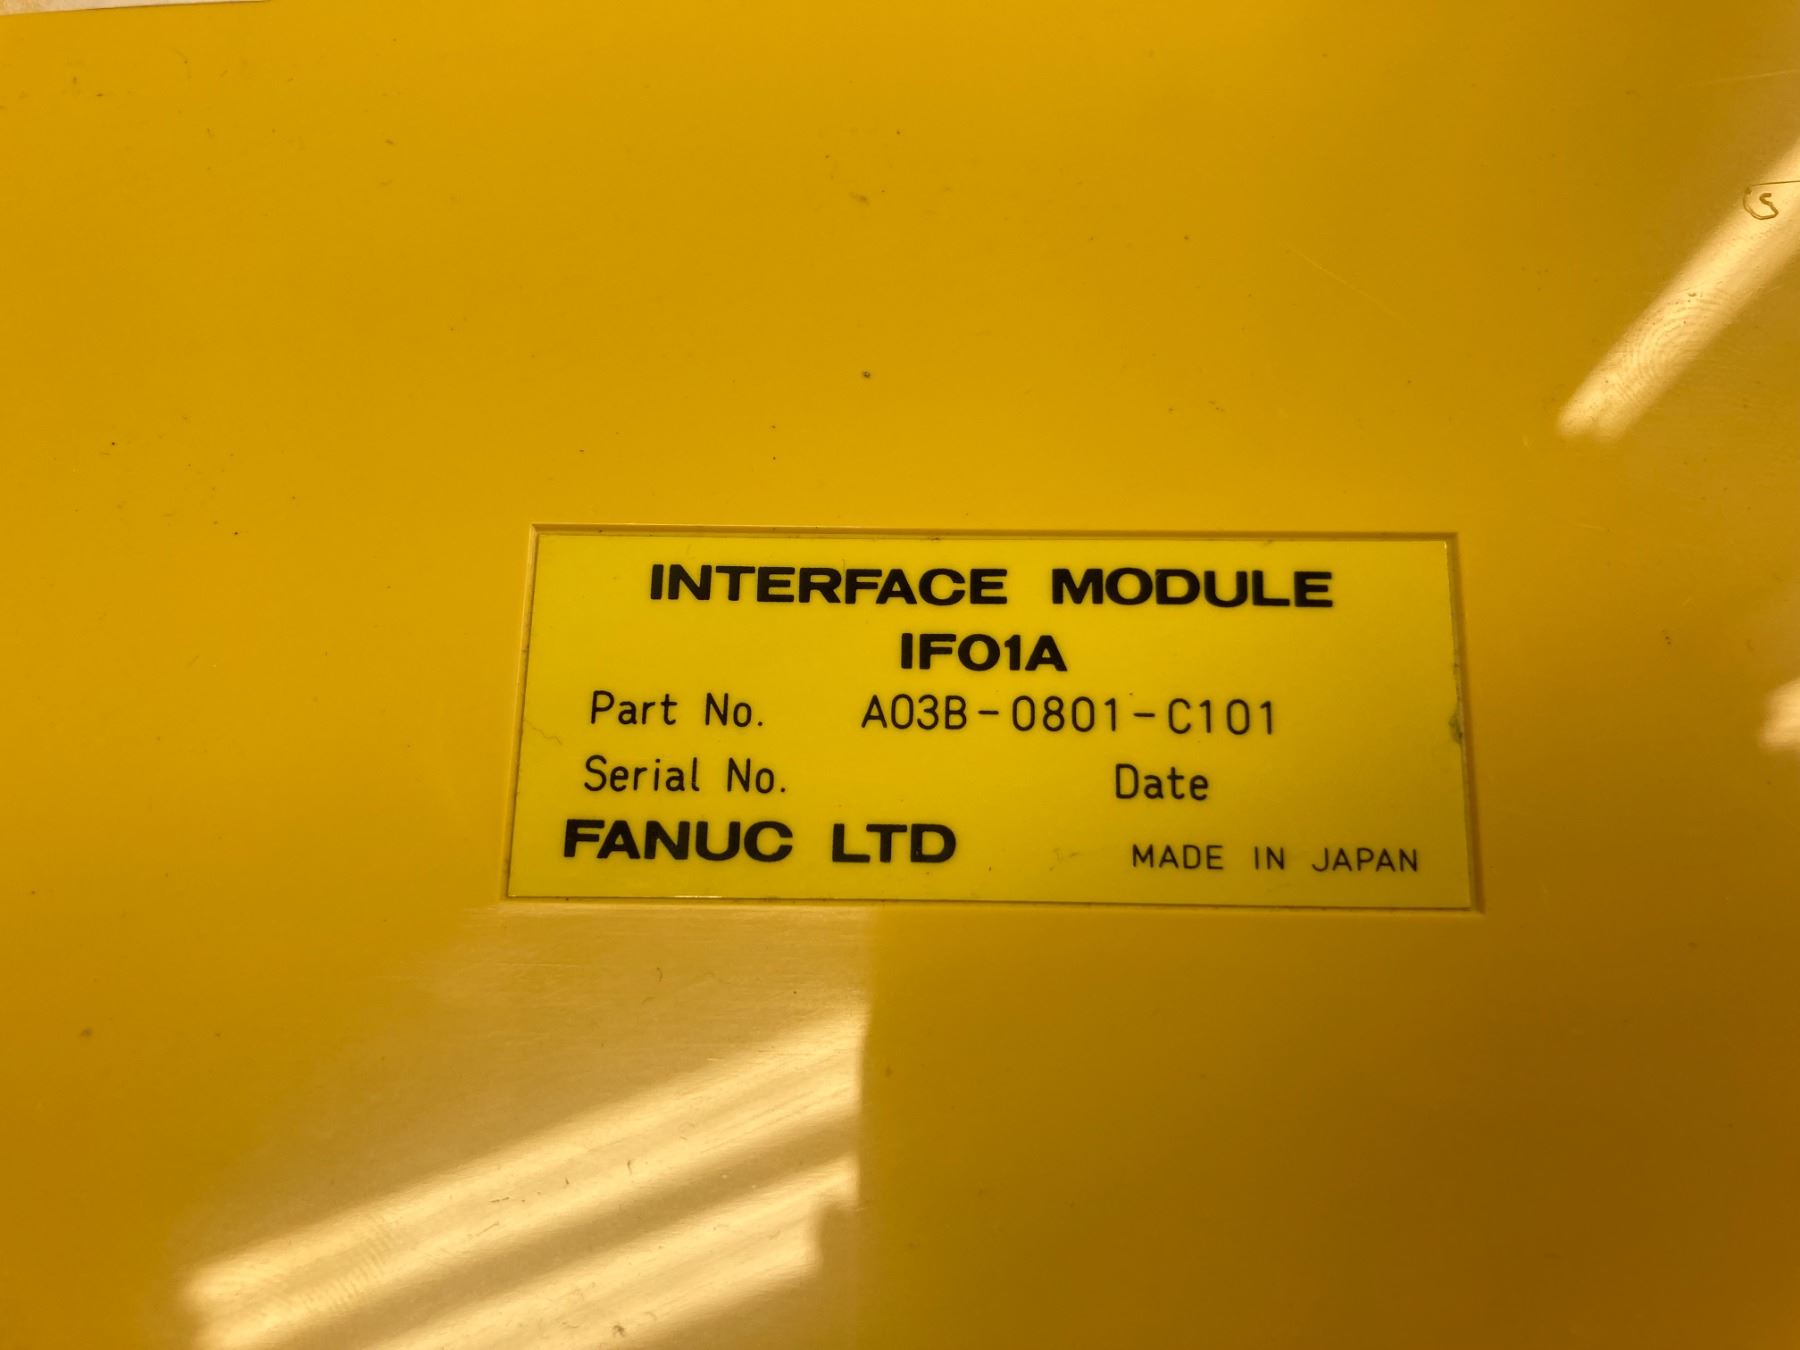 INTERFACE MODULE
IF01A
Part No. A03B-0801-C101
Serial No. Date
FANUC LTD MADE IN JAPAN